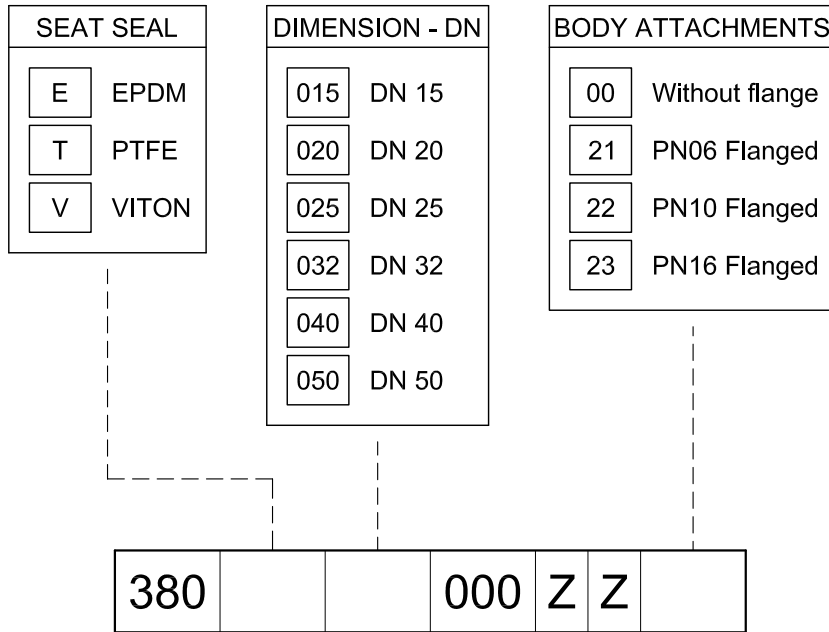 SEAT SEAL
E EPDM
T PTFE
V VITON
DIMENSION - DN
015 DN 15
020 DN 20
025 DN 25
032 DN 32
040 DN 40
050 DN 50
BODY ATTACHMENTS
00 Without flange
21 PN06 Flanged
22 PN10 Flanged
23 PN16 Flanged
380 000 Z Z